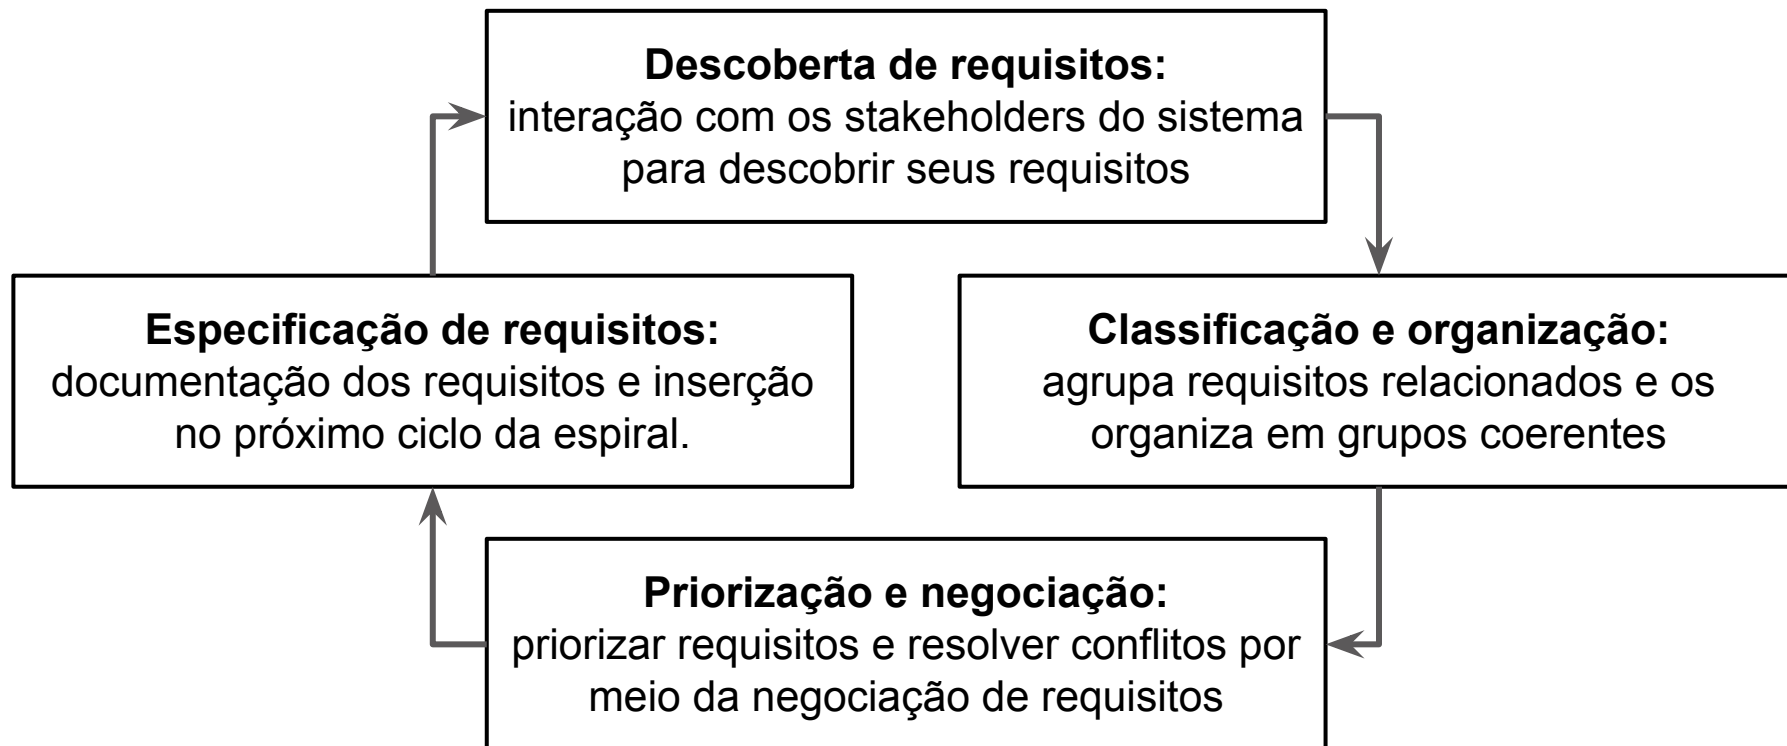 Descoberta de requisitos:
interação com os stakeholders do sistema
para descobrir seus requisitos
Especificação de requisitos:
documentação dos requisitos e inserção
no próximo ciclo da espiral.
Classificação e organização:
agrupa requisitos relacionados e os
organiza em grupos coerentes
Priorização e negociação:
priorizar requisitos e resolver conflitos por
meio da negociação de requisitos